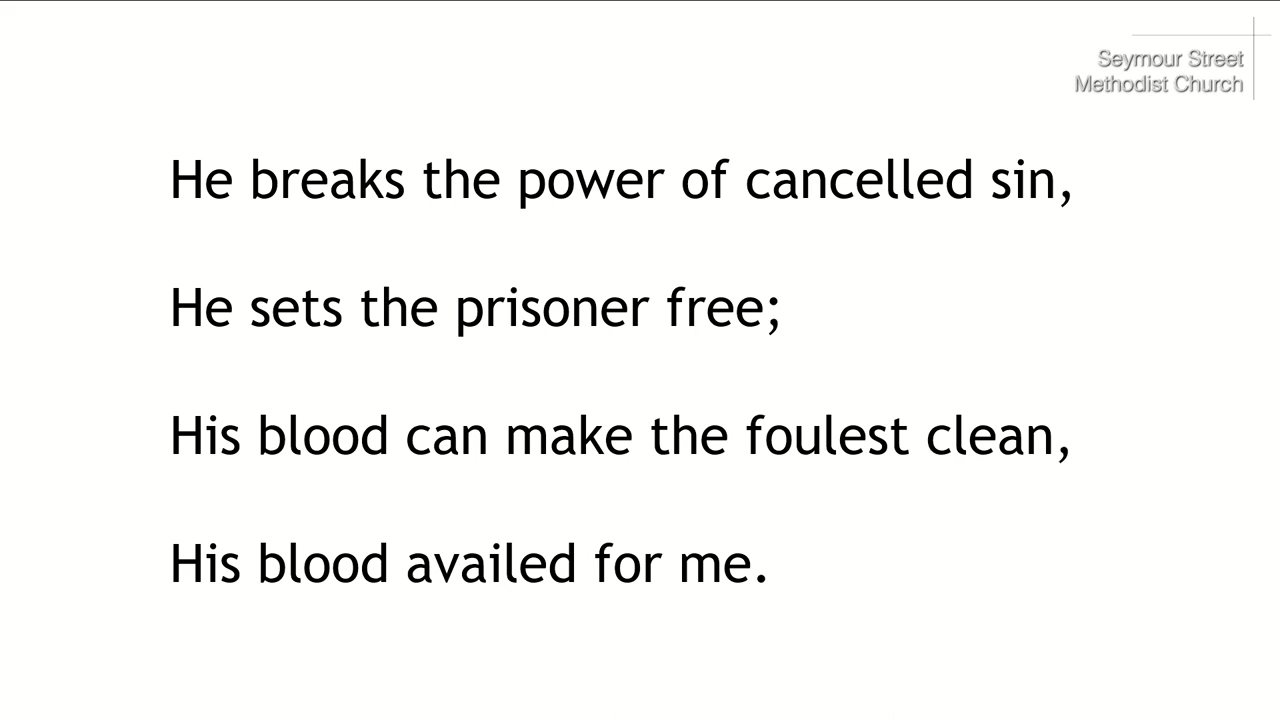 Seymour Street
Methodist Church
He breaks the power of cancelled sin,
He sets the prisoner free;
His blood can make the foulest clean,
His blood availed for me.